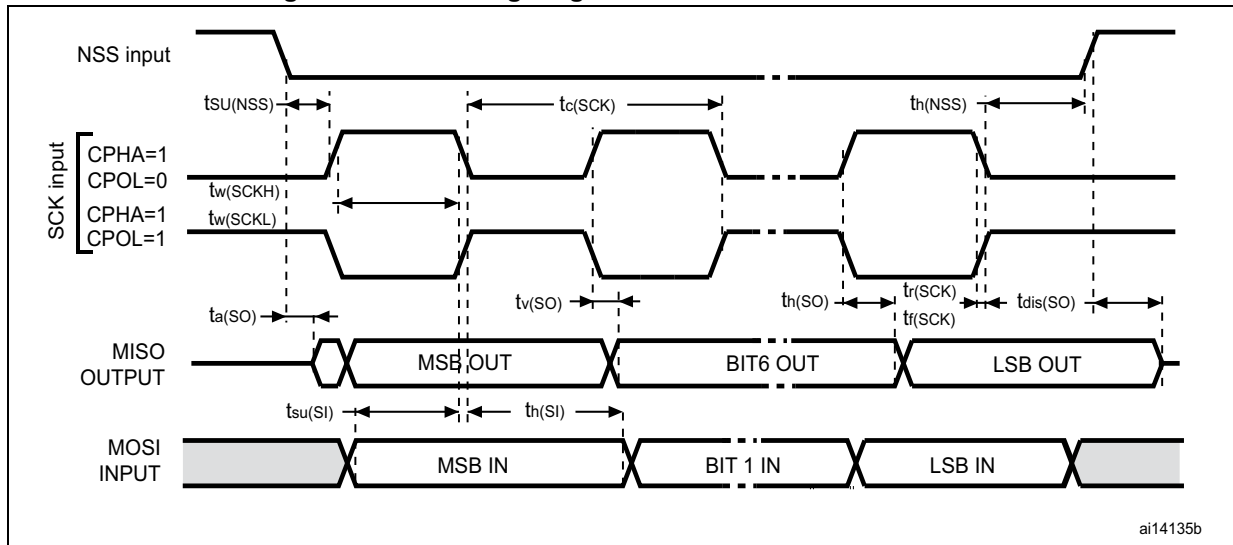 NSS input
tSU(NSS)
tc(SCK)
th(NSS)
SCK input
CPHA=1
CPOL=0
tw(SCKH)
CPHA=1
tw(SCKL)
CPOL=1
ta(SO)
tv(SO)
th(SO)
tr(SCK)
tf(SCK)
tdis(SO)
MISO
OUTPUT
MSB OUT
BIT6 OUT
LSB OUT
tsu(SI)
th(SI)
MOSI
INPUT
MSB IN
BIT 1 IN
LSB IN
ai14135b